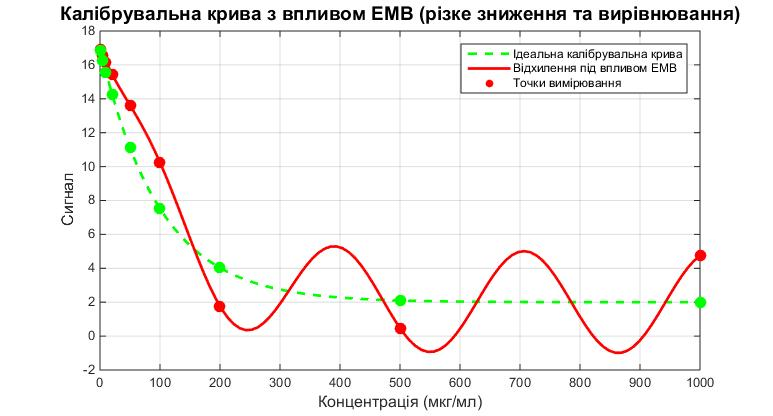 Калібрувальна крива з впливом ЕМВ (різке зниження та вирівнювання)
18
16
14
12
10
8
6
4
2
0
-2
Сигнал
Ідеальна калібрувальна крива
Відхилення під впливом ЕМВ
Точки вимірювання
0 100 200 300 400 500 600 700 800 900 1000
Концентрація (мкг/мл)